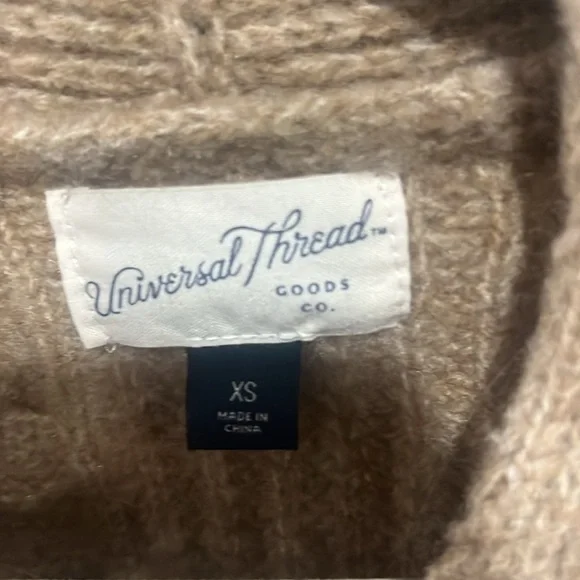 Universal Thread™
GOODS
CO.
XS
MADE IN
CHINA